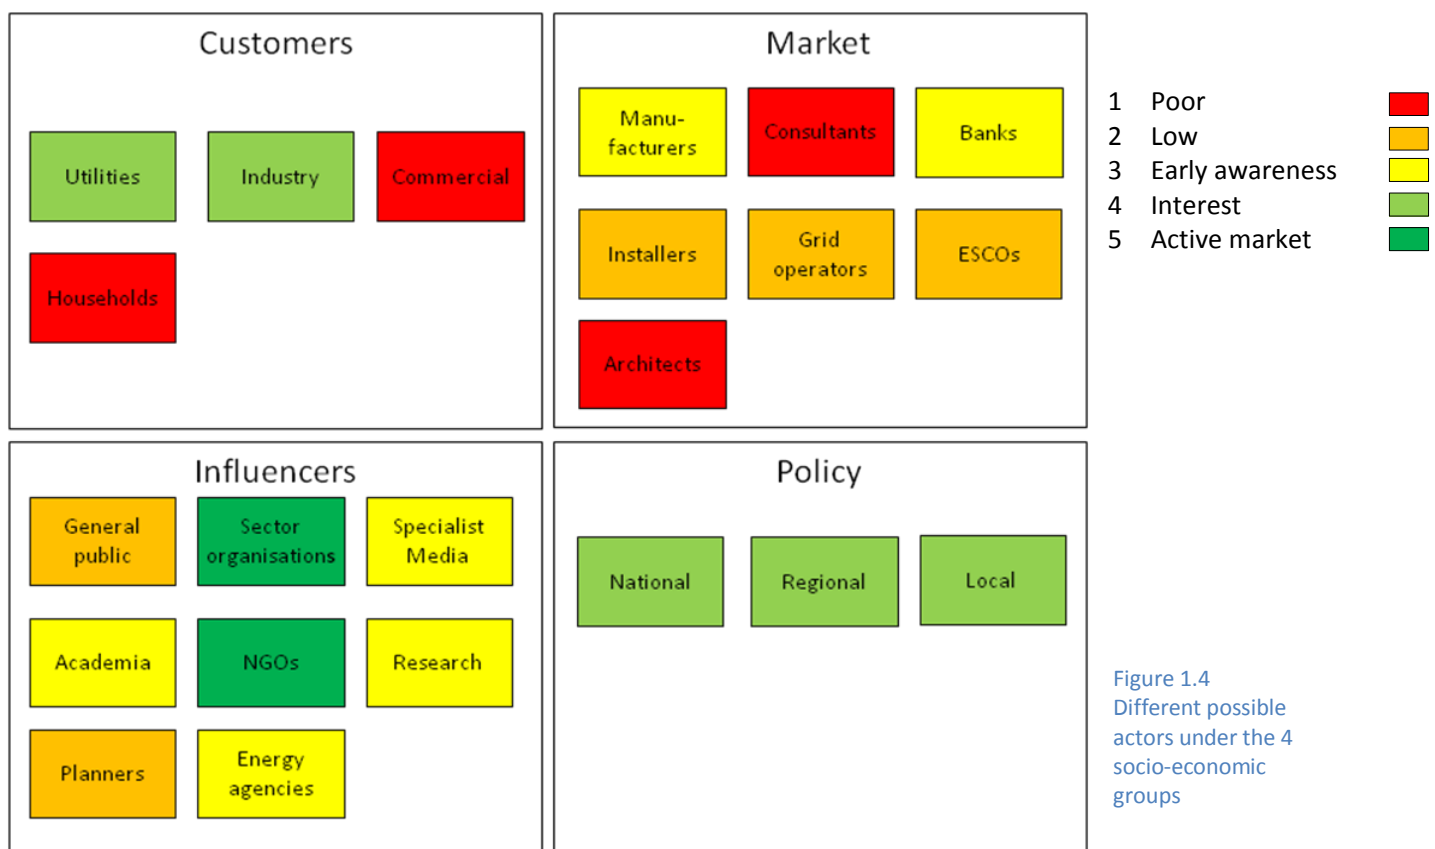 Customers
Utilities
Industry
Commercial
Households
Market
Manu-
facturers
Consultants
Banks
Installers
Grid
operators
ESCOs
Architects
1 Poor
2 Low
3 Early awareness
4 Interest
5 Active market
Influencers
General
public
Sector
organisations
Specialist
Media
Academia
NGOs
Research
Planners
Energy
agencies
Policy
National
Regional
Local
Figure 1.4
Different possible
actors under the 4
socio-economic
groups